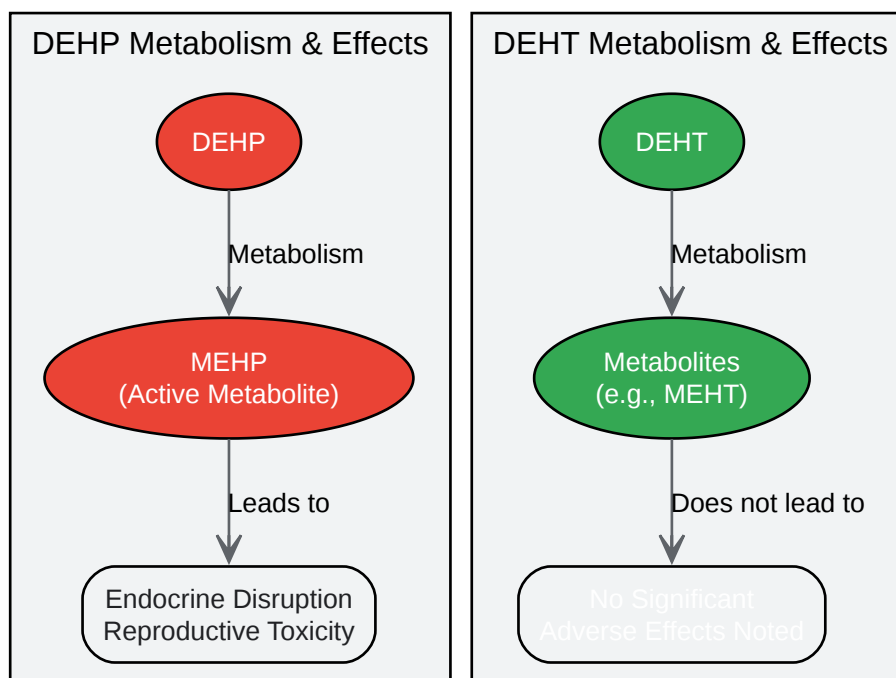 DEHP Metabolism & Effects
DEHP
Metabolism
MEHP
(Active Metabolite)
Leads to
Endocrine Disruption
Reproductive Toxicity
DEHT Metabolism & Effects
DEHT
Metabolism
Metabolites
(e.g., MEHT)
Does not lead to
No Significant
Adverse Effects Noted